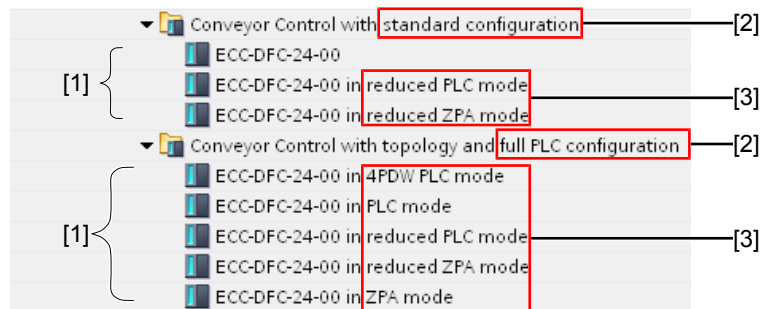 Conveyor Control with standard configuration [2]
ECC-DFC-24-00
[1] ECC-DFC-24-00 in reduced PLC mode [3]
ECC-DFC-24-00 in reduced ZPA mode
Conveyor Control with topology and full PLC configuration [2]
ECC-DFC-24-00 in 4PDW PLC mode
ECC-DFC-24-00 in PLC mode
[1] ECC-DFC-24-00 in reduced PLC mode [3]
ECC-DFC-24-00 in reduced ZPA mode
ECC-DFC-24-00 in ZPA mode